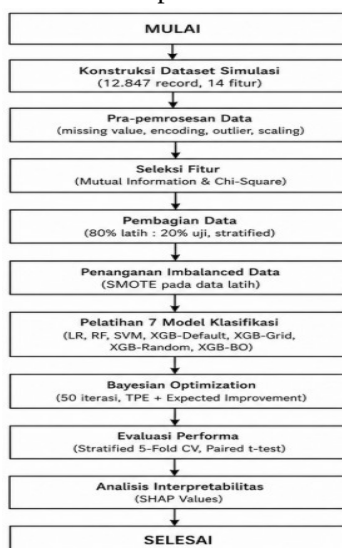 MULAI
Konstruksi Dataset Simulasi
(12.847 record, 14 fitur)
Pra-pemrosesan Data
(missing value, encoding, outlier, scaling)
Seleksi Fitur
(Mutual Information & Chi-Square)
Pembagian Data
(80% latih : 20% uji, stratified)
Penanganan Imbalanced Data
(SMOTE pada data latih)
Pelatihan 7 Model Klasifikasi
(LR, RF, SVM, XGB-Default, XGB-Grid,
XGB-Random, XGB-BO)
Bayesian Optimization
(50 iterasi, TPE + Expected Improvement)
Evaluasi Performa
(Stratified 5-Fold CV, Paired t-test)
Analisis Interpretabilitas
(SHAP Values)
SELESAI